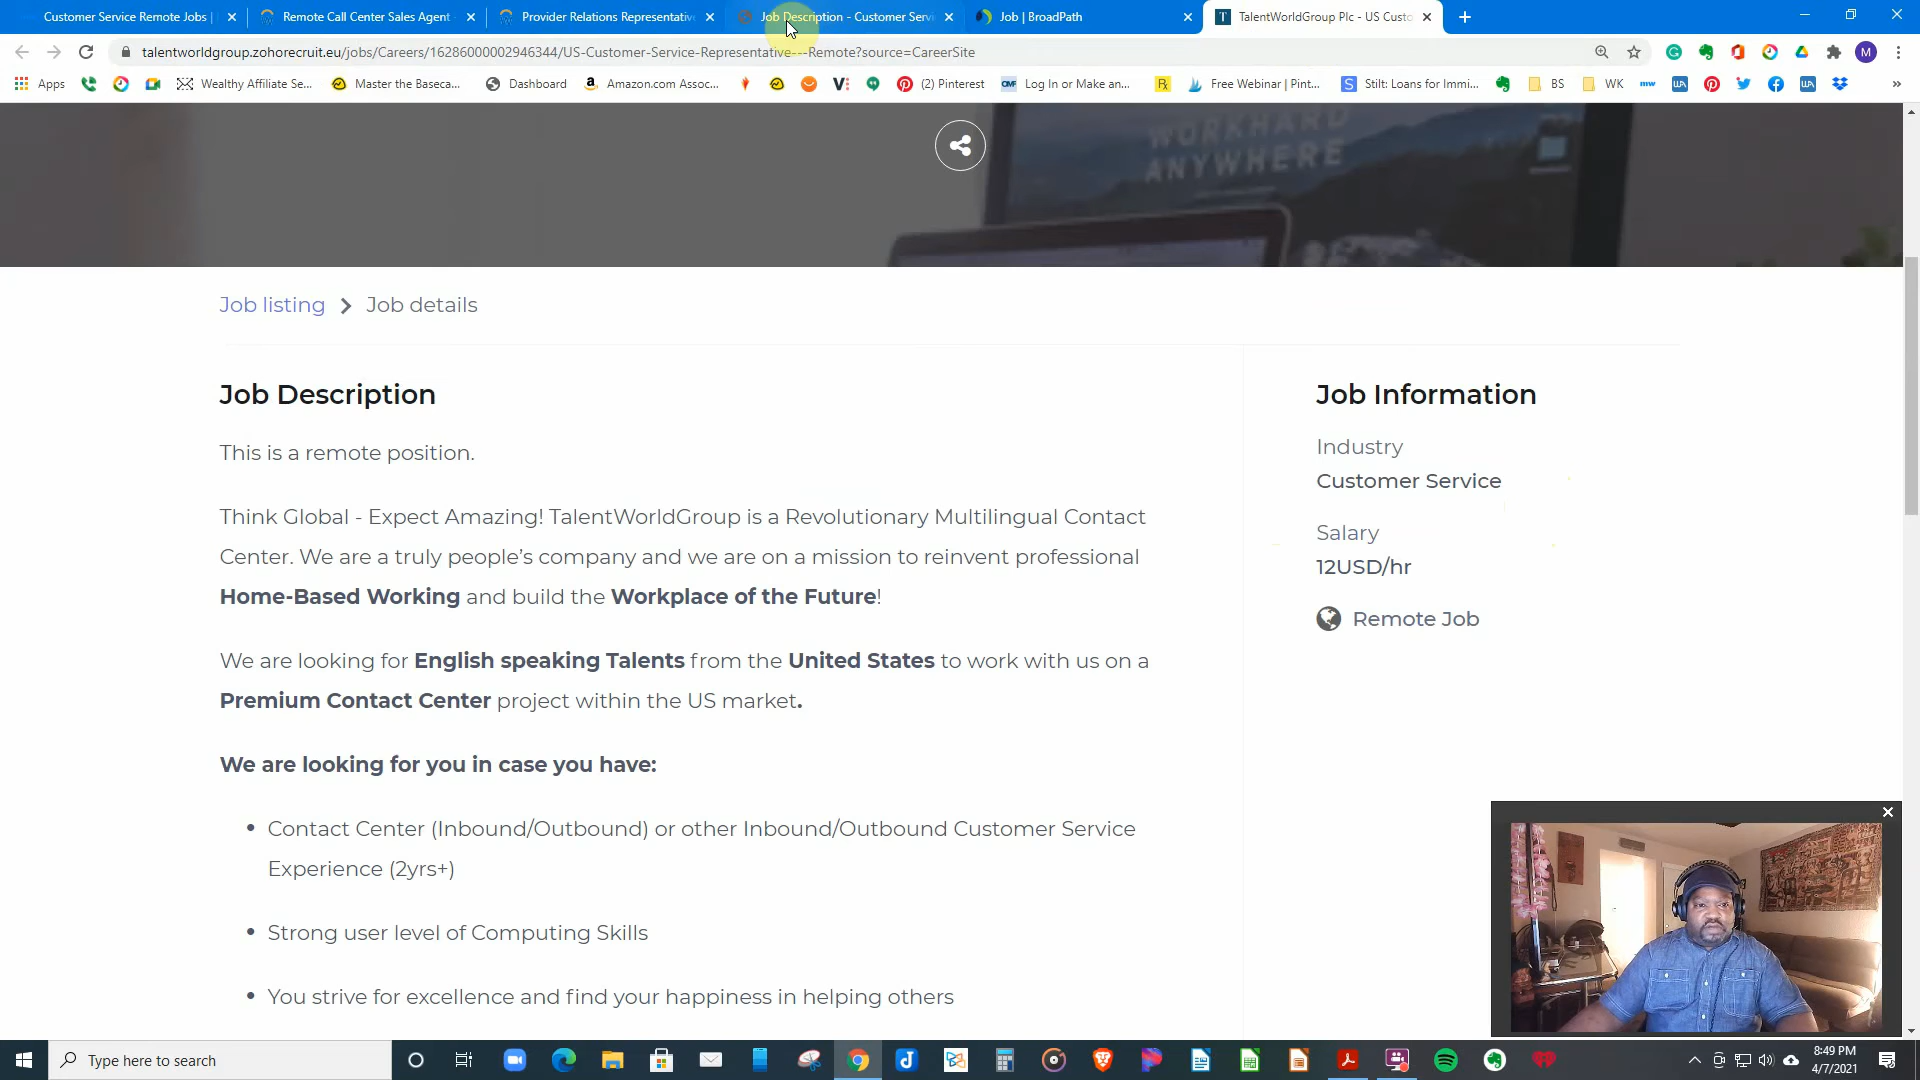 Customer Service Remote Jobs |
Remote Call Center Sales Agent
Provider Relations Representativ
Job Description - Customer Servi
Job | BroadPath
TalentWorldGroup Plc - US Custo
talentworldgroup.zohorecruit.eu/jobs/Careers/16286000002946344/US-Customer-Service-Representative---Remote?source=CareerSite
M
Apps
Wealthy Affiliate Se...
Master the Baseca...
Dashboard
Amazon.com Assoc...
(2) Pinterest
Log In or Make an...
Free Webinar | Pint...
Stilt: Loans for Immi...
BS
WK
WORKHARD
ANYWHERE
Job listing
Job details
Job Description
This is a remote position.
Think Global - Expect Amazing! TalentWorldGroup is a Revolutionary Multilingual Contact
Center. We are a truly people's company and we are on a mission to reinvent professional
Home-Based Working and build the Workplace of the Future!
We are looking for English speaking Talents from the United States to work with us on a
Premium Contact Center project within the US market.
We are looking for you in case you have:
• Contact Center (Inbound/Outbound) or other Inbound/Outbound Customer Service
Experience (2yrs+)
• Strong user level of Computing Skills
• You strive for excellence and find your happiness in helping others
Job Information
Industry
Customer Service
Salary
12USD/hr
Remote Job
Type here to search
8:49 PM
4/7/2021